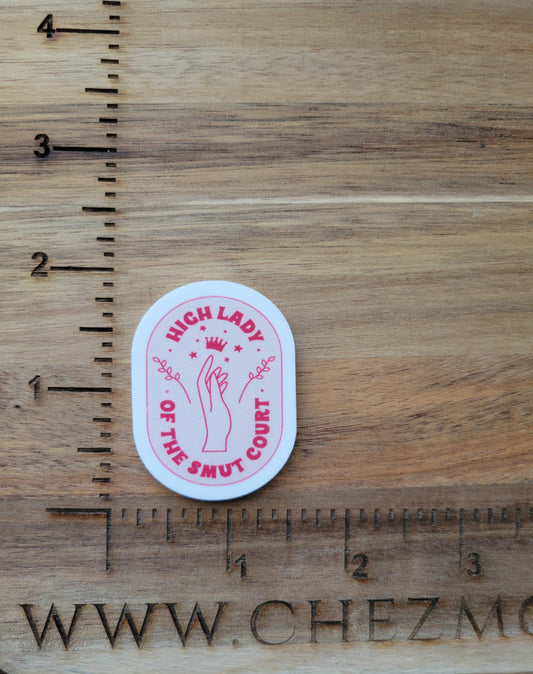 4
3
2
1
HIGH LADY
OF THE SMUT COURT
1 2 3
WWW.CHEZMO